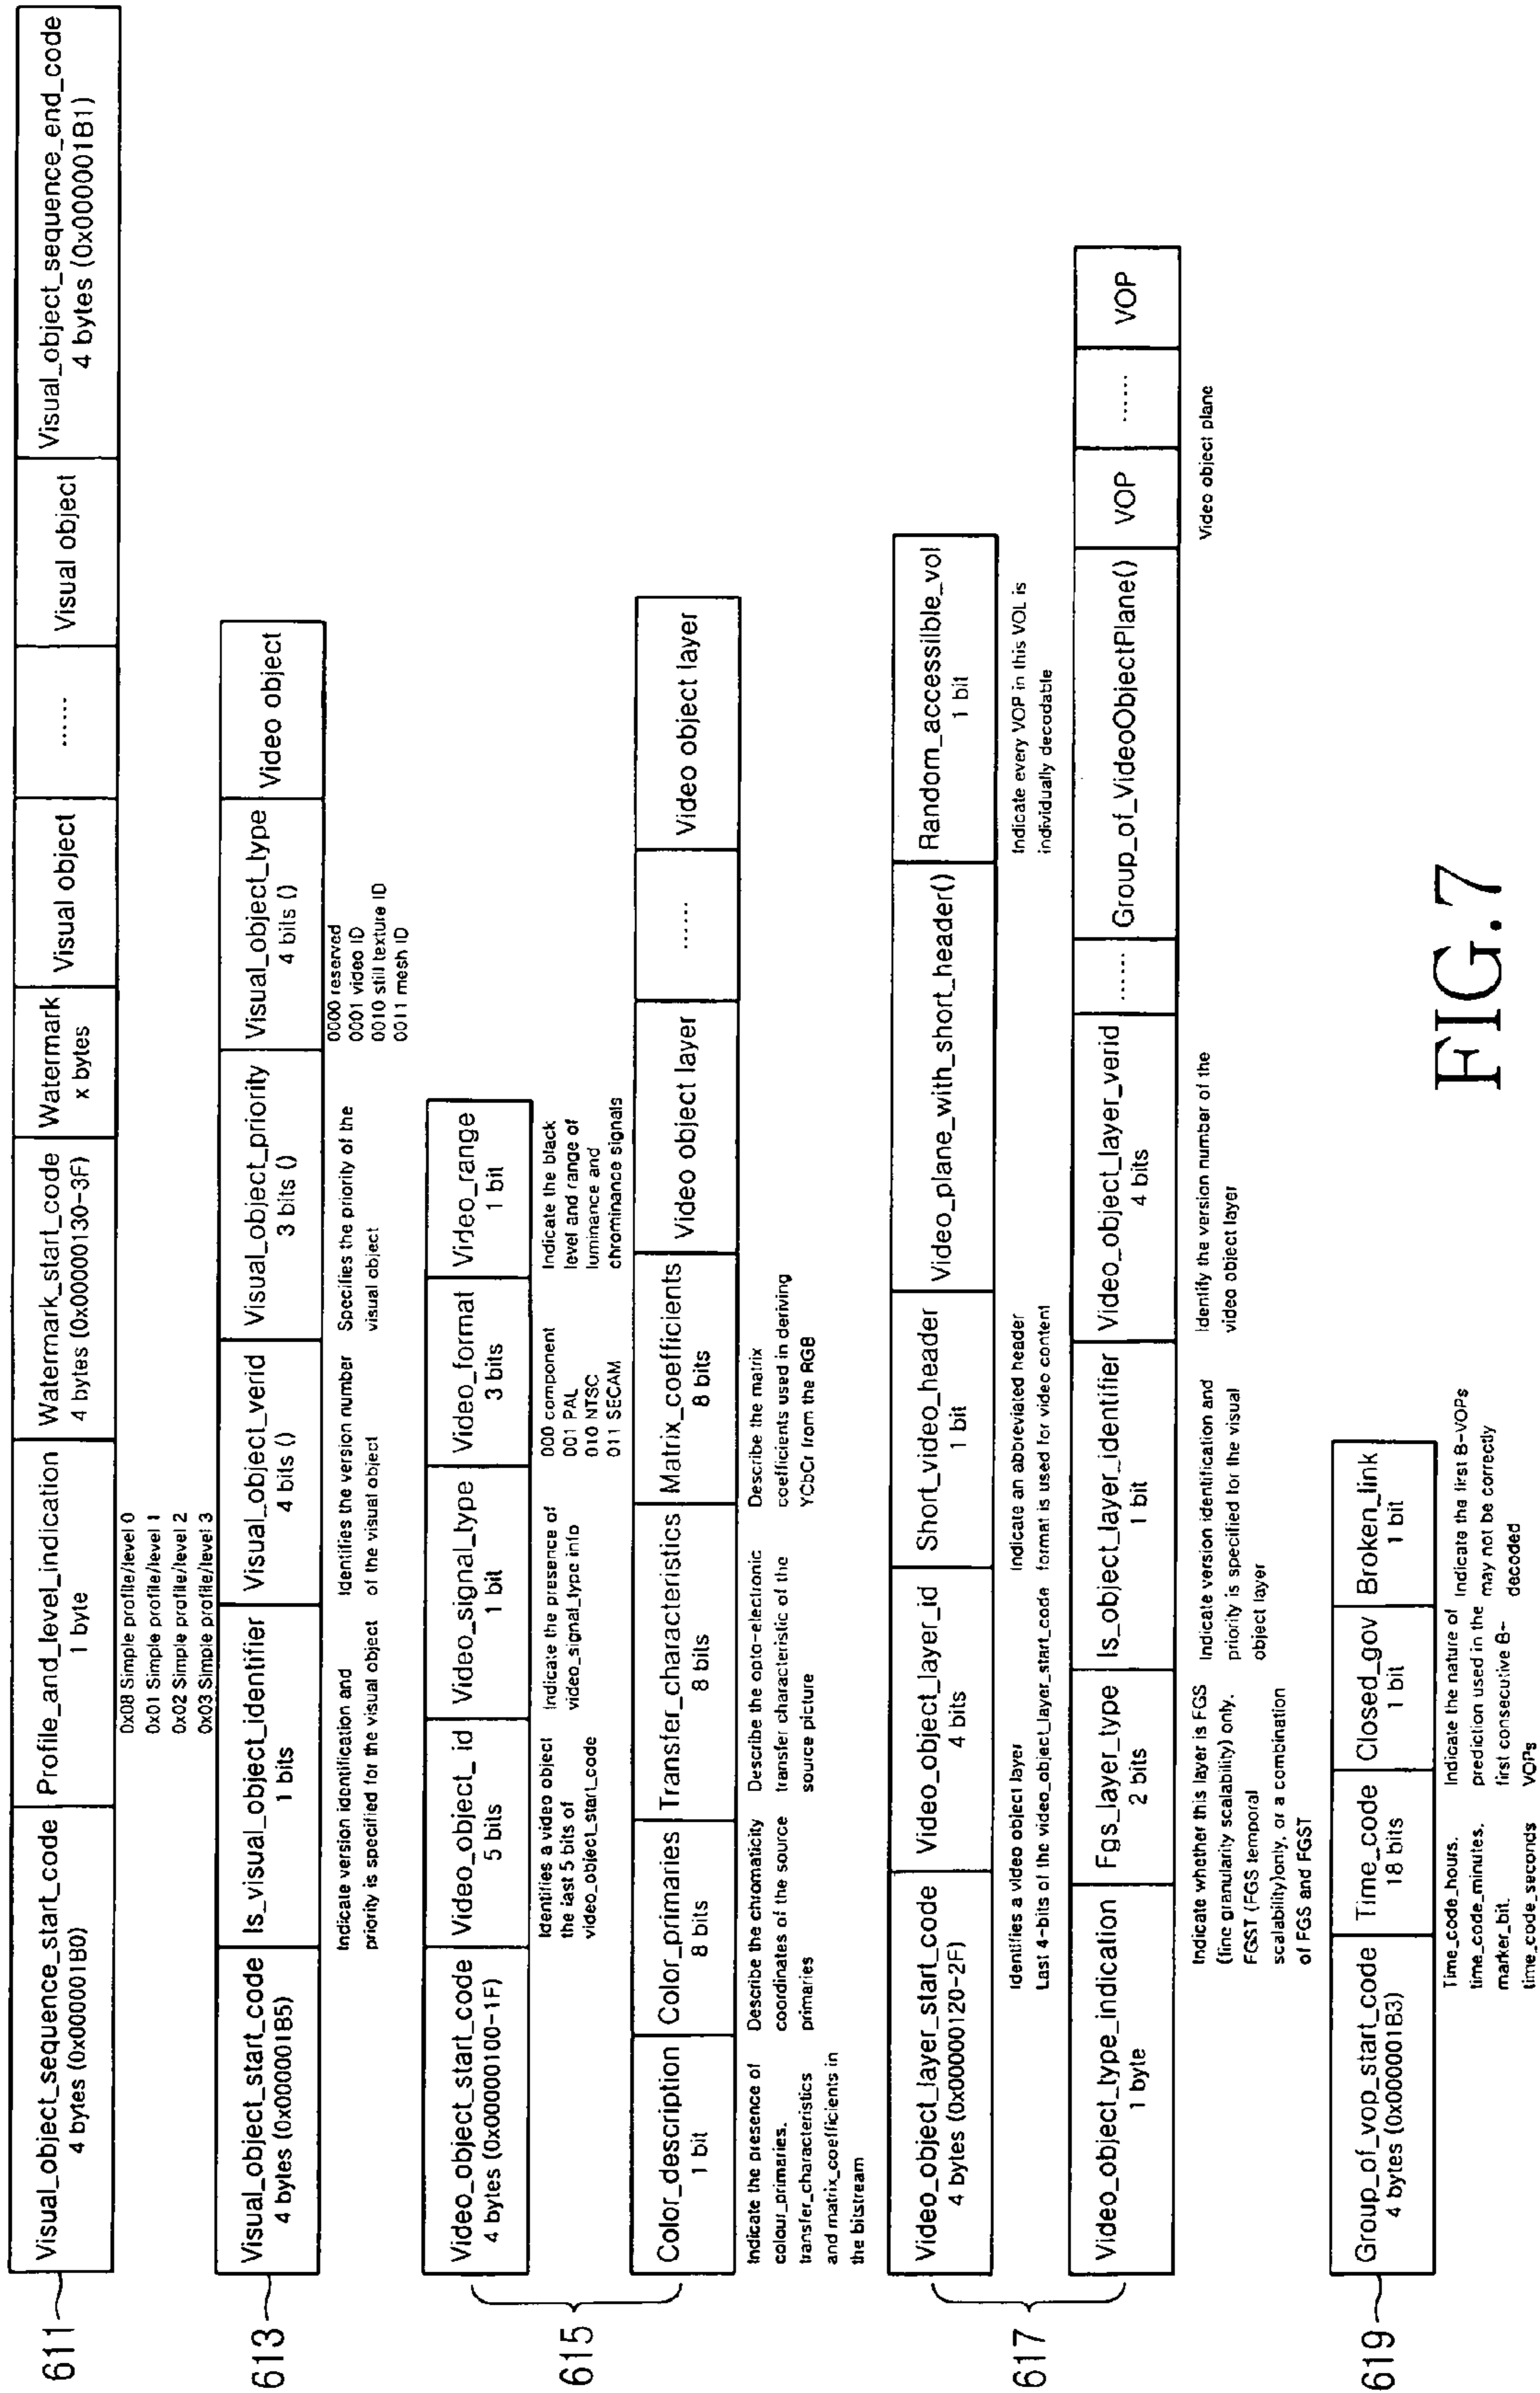 611
Visual_object_sequence_start_code
4 bytes (0x000001B0)
Profile_and_level_indication
1 byte
Watermark_start_code
4 bytes (0x00000130-3F)
Watermark
x bytes
Visual object
......
Visual object
Visual_object_sequence_end_code
4 bytes (0x000001B1)
0x08 Simple profile/level 0
0x01 Simple profile/level 1
0x02 Simple profile/level 2
0x03 Simple profile/level 3
613
Visual_object_start_code
4 bytes (0x000001B5)
Is_visual_object_identifier
1 bits
Visual_object_verid
4 bits ()
Visual_object_priority
3 bits ()
Visual_object_type
4 bits ()
Video object
Indicate version identification and
priority is specified for the visual object
Identifies the version number
of the visual object
Specifies the priority of the
visual object
0000 reserved
0001 video ID
0010 still texture ID
0011 mesh ID
615
Video_object_start_code
4 bytes (0x00000100-1F)
Video_object_ id
5 bits
Video_signal_type
1 bit
Video_format
3 bits
Video_range
1 bit
Identifies a video object
the last 5 bits of
video_object_start_code
Indicate the presence of
video_signal_type info
000 component
001 PAL
010 NTSC
011 SECAM
Indicate the black
level and range of
luminance and
chrominance signals
Color_description
1 bit
Color_primaries
8 bits
Transfer_characteristics
8 bits
Matrix_coefficients
8 bits
Video object layer
......
Video object layer
Indicate the presence of
colour_primaries.
transfer_characteristics
and matrix_coefficients in
the bitstream
Describe the chromaticity
coordinates of the source
primaries
Describe the opto-electronic
transfer characteristic of the
source picture
Describe the matrix
coefficients used in deriving
YCbCr from the RGB
617
Video_object_layer_start_code
4 bytes (0x00000120-2F)
Video_object_layer_id
4 bits
Short_video_header
1 bit
Video_plane_with_short_header()
Random_accessilble_vol
1 bit
Identifies a video object layer
Last 4-bits of the video_object_layer_start_code
Indicate an abbreviated header
format is used for video content
Indicate every VOP in this VOL is
individually decodable
Video_object_type_indication
1 byte
Fgs_layer_type
2 bits
Is_object_layer_identifier
1 bit
Video_object_layer_verid
4 bits
......
Group_of_VideoObjectPlane()
VOP
......
VOP
Indicate whether this layer is FGS
(fine granularity scalability) only,
FGST (FGS temporal
scalability)only, or a combination
of FGS and FGST
Indicate version identification and
priority is specified for the visual
object layer
Identify the version number of the
video object layer
Video object plane
619
Group_of_vop_start_code
4 bytes (0x000001B3)
Time_code
18 bits
Closed_gov
1 bit
Broken_link
1 bit
Time_code_hours.
time_code_minutes.
marker_bit.
time_code_seconds
Indicate the nature of
prediction used in the
first consecutive B-
VOPs
Indicate the first B-VOPs
may not be correctly
decoded
FIG.7